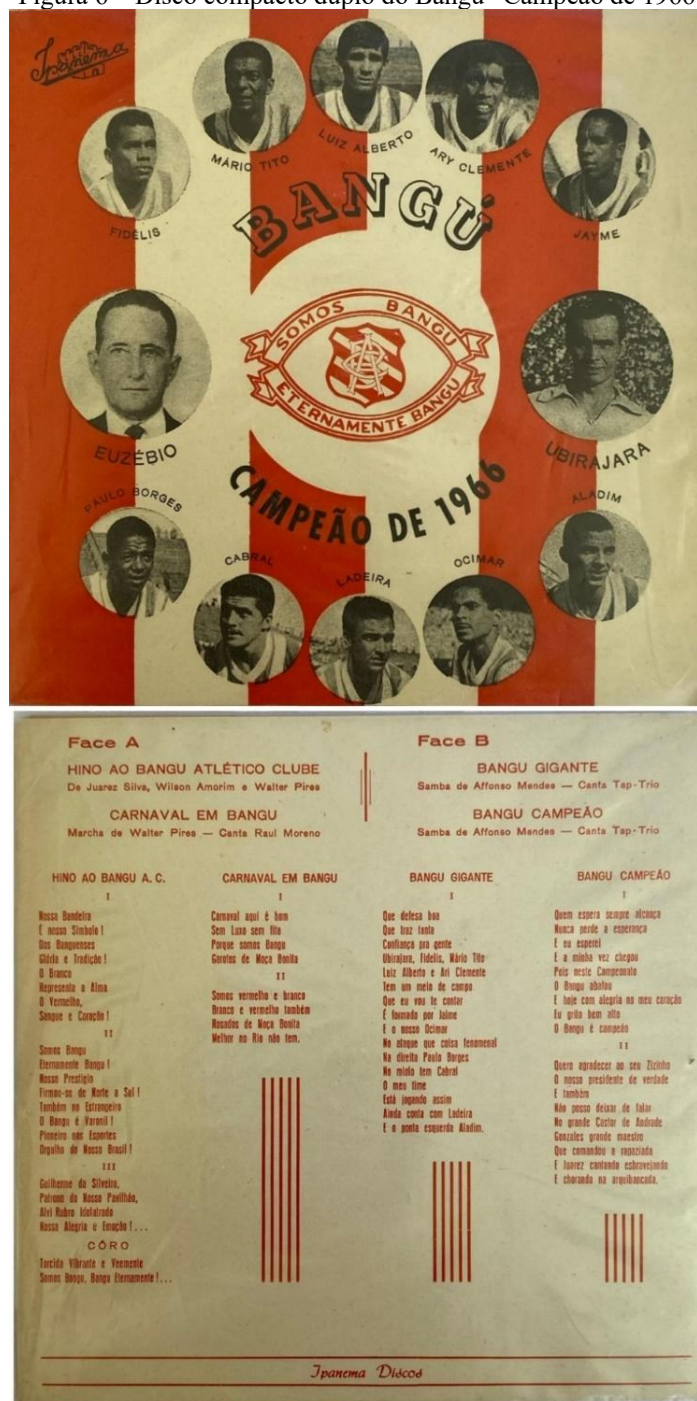 Figura 6 – Disco compacto duplo do Bangu "Campeão de 1966"
Ipanema
MÁRIO TITO
LUIZ ALBERTO
ARY CLEMENTE
FIDÉLIS
JAYME
BANGÚ
SOMOS BANGU
ETERNAMENTE BANGU
EUZÉBIO
UBIRAJARA
CAMPEÃO DE 1966
PAULO BORGES
CABRAL
LADEIRA
OCIMAR
ALADIM
Face A
HINO AO BANGU ATLÉTICO CLUBE
De Juarez Silva, Wilson Amorim e Walter Pires
CARNAVAL EM BANGU
Marcha de Walter Pires — Canta Raul Moreno
Face B
BANGU GIGANTE
Samba de Affonso Mendes — Canta Tap-Trio
BANGU CAMPEÃO
Samba de Affonso Mendes — Canta Tap-Trio
HINO AO BANGU A. C.
I
Nossa Bandeira
É nosso Símbolo!
Dos Banguenses
Glória e Tradição!
O Branco
Representa a Alma
O Vermelho,
Sangue e Coração!
II
Somos Bangu
Eternamente Bangu!
Nosso Prestígio
Firmou-se de Norte a Sul!
Também no Estrangeiro
O Bangu é Varonil!
Pioneiro nos Esportes
Orgulho do Nosso Brasil!
III
Guilherme da Silveira,
Patrono do Nosso Pavilhão,
Alvi Rubro Idolatrado
Nossa Alegria e Emoção!...
CÔRO
Torcida Vibrante e Veemente
Somos Bangu, Bangu Eternamente!...
CARNAVAL EM BANGU
I
Carnaval aqui é bom
Sem Luxo sem fita
Porque somos Bangu
Garotos de Moça Bonita
II
Somos vermelho e branco
Branco e vermelho também
Rosados de Moça Bonita
Melhor no Rio não tem.
BANGU GIGANTE
I
Que defesa boa
Que traz tanta
Confiança pra gente
Ubirajara, Fidelis, Mário Tito
Luiz Alberto e Ari Clemente
Tem um meio de campo
Que eu vou te contar
É formado por Jaime
E o nosso Ocimar
No ataque que coisa fenomenal
Na direita Paulo Borges
No miolo tem Cabral
O meu time
Está jogando assim
Ainda conta com Ladeira
E o ponta esquerda Aladim.
BANGU CAMPEÃO
I
Quem espera sempre alcança
Nunca perde a esperança
E eu esperei
E a minha vez chegou
Pois neste Campeonato
O Bangu abafou
E hoje com alegria no meu coração
Eu grito bem alto
O Bangu é campeão
II
Quero agradecer ao seu Zizinho
O nosso presidente de verdade
E também
Não posso deixar de falar
No grande Castor de Andrade
Gonzales grande maestro
Que comandou a rapaziada
E Juarez cantando esbravejando
E chorando na arquibancada.
Ipanema Discos